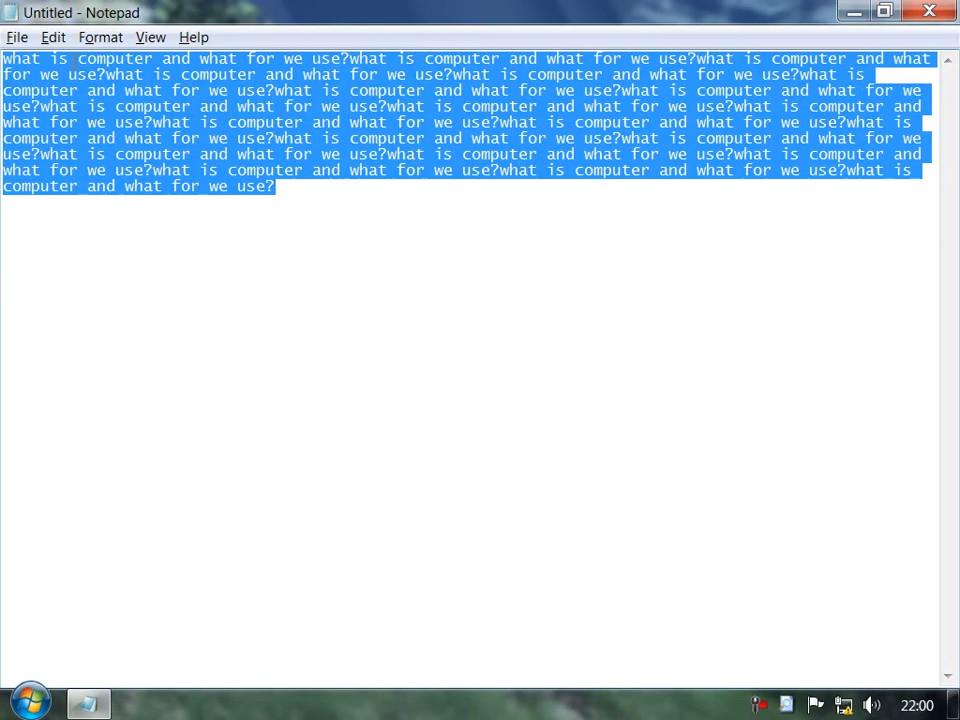 Untitled - Notepad
File Edit Format View Help
what is computer and what for we use?what is computer and what for we use?what is computer and what
for we use?what is computer and what for we use?what is computer and what for we use?what is
computer and what for we use?what is computer and what for we use?what is computer and what for we
use?what is computer and what for we use?what is computer and what for we use?what is computer and
what for we use?what is computer and what for we use?what is computer and what for we use?what is
computer and what for we use?what is computer and what for we use?what is computer and what for we
use?what is computer and what for we use?what is computer and what for we use?what is computer and
what for we use?what is computer and what for we use?what is computer and what for we use?what is
computer and what for we use?
22:00